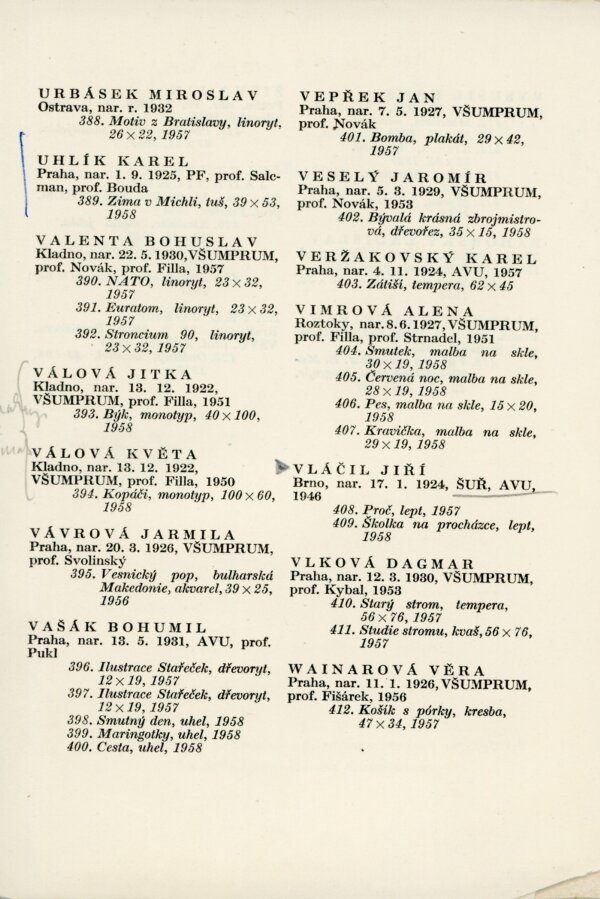 URBÁSEK MIROSLAV
Ostrava, nar. r. 1932
388. Motiv z Bratislavy, linoryt,
26 × 22, 1957
UHLÍK KAREL
Praha, nar. 1. 9. 1925, PF, prof. Salc-
man, prof. Bouda
389. Zima v Michli, tuš, 39 × 53,
1958
VALENTA BOHUSLAV
Kladno, nar. 22. 5. 1930, VŠUMPRUM,
prof. Novák, prof. Filla, 1957
390. NATO, linoryt, 23 × 32,
1957
391. Euratom, linoryt, 23 × 32,
1957
392. Stroncium 90, linoryt,
23 × 32, 1957
VÁLOVÁ JITKA
Kladno, nar. 13. 12. 1922,
VŠUMPRUM, prof. Filla, 1951
393. Býk, monotyp, 40 × 100,
1958
VÁLOVÁ KVĚTA
Kladno, nar. 13. 12. 1922,
VŠUMPRUM, prof. Filla, 1950
394. Kopáči, monotyp, 100 × 60,
1958
VÁVROVÁ JARMILA
Praha, nar. 20. 3. 1926, VŠUMPRUM,
prof. Svolinský
395. Vesnický pop, bulharská
Makedonie, akvarel, 39 × 25,
1956
VAŠÁK BOHUMIL
Praha, nar. 13. 5. 1931, AVU, prof.
Pukl
396. Ilustrace Stařeček, dřevoryt,
12 × 19, 1957
397. Ilustrace Stařeček, dřevoryt,
12 × 19, 1957
398. Smutný den, uhel, 1958
399. Maringotky, uhel, 1958
400. Cesta, uhel, 1958
VEPŘEK JAN
Praha, nar. 7. 5. 1927, VŠUMPRUM,
prof. Novák
401. Bomba, plakát, 29 × 42,
1957
VESELÝ JAROMÍR
Praha, nar. 5. 3. 1929, VŠUMPRUM,
prof. Novák, 1953
402. Bývalá krásná zbrojmistro-
vá, dřevořez, 35 × 15, 1958
VERŽAKOVSKÝ KAREL
Praha, nar. 4. 11. 1924, AVU, 1957
403. Zátiší, tempera, 62 × 45
VIMROVÁ ALENA
Roztoky, nar. 8. 6. 1927, VŠUMPRUM,
prof. Filla, prof. Strnadel, 1951
404. Smutek, malba na skle,
30 × 19, 1958
405. Červená noc, malba na skle,
28 × 19, 1958
406. Pes, malba na skle, 15 × 20,
1958
407. Kravička, malba na skle,
29 × 19, 1958
VLÁČIL JIŘÍ
Brno, nar. 17. 1. 1924, ŠUŘ, AVU,
1946
408. Proč, lept, 1957
409. Školka na procházce, lept,
1958
VLKOVÁ DAGMAR
Praha, nar. 12. 3. 1930, VŠUMPRUM,
prof. Kybal, 1953
410. Starý strom, tempera,
56 × 76, 1957
411. Studie stromu, kvaš, 56 × 76,
1957
WAINAROVÁ VĚRA
Praha, nar. 11. 1. 1926, VŠUMPRUM,
prof. Fišárek, 1956
412. Košík s pórky, kresba,
47 × 34, 1957